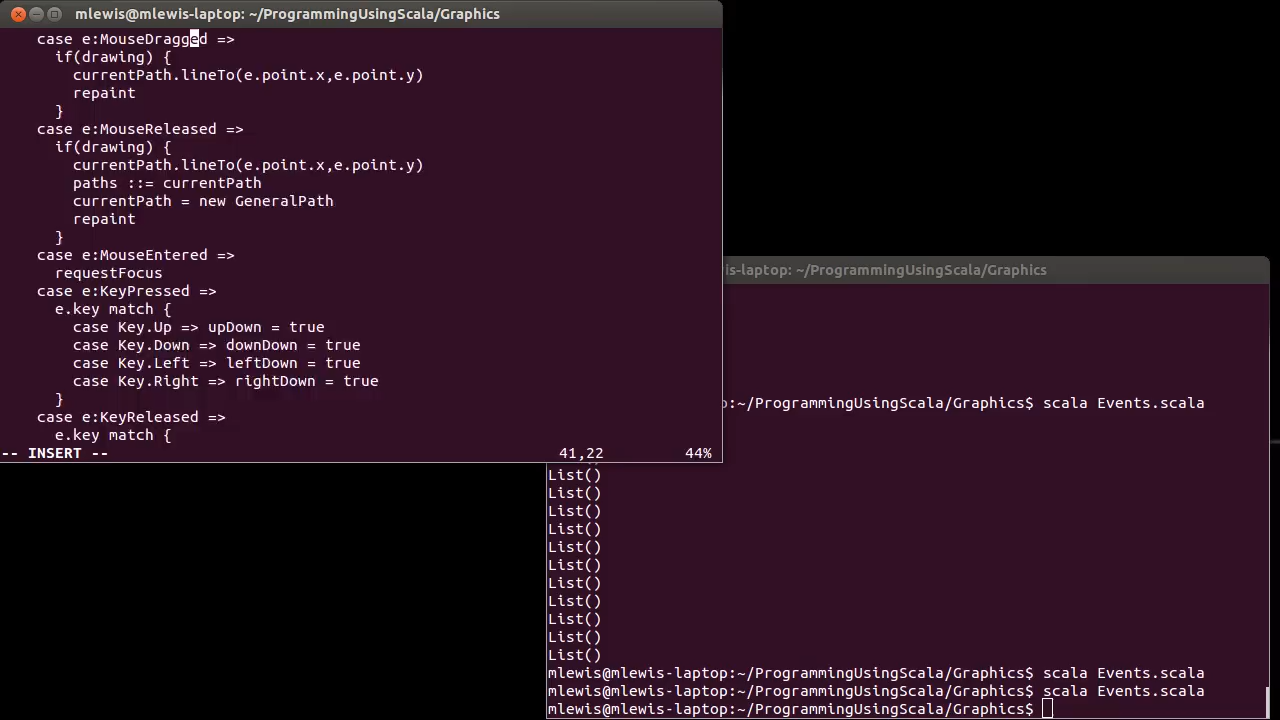 mlewis@mlewis-laptop: ~/ProgrammingUsingScala/Graphics
case e:MouseDragged =>
if(drawing) {
currentPath.lineTo(e.point.x,e.point.y)
repaint
}
case e:MouseReleased =>
if(drawing) {
currentPath.lineTo(e.point.x,e.point.y)
paths ::= currentPath
currentPath = new GeneralPath
repaint
}
case e:MouseEntered =>
requestFocus
case e:KeyPressed =>
e.key match {
case Key.Up => upDown = true
case Key.Down => downDown = true
case Key.Left => leftDown = true
case Key.Right => rightDown = true
}
case e:KeyReleased =>
e.key match {
-- INSERT -- 41,22 44%
is-laptop: ~/ProgrammingUsingScala/Graphics
:~/ProgrammingUsingScala/Graphics$ scala Events.scala
List()
List()
List()
List()
List()
List()
List()
List()
List()
List()
List()
mlewis@mlewis-laptop:~/ProgrammingUsingScala/Graphics$ scala Events.scala
mlewis@mlewis-laptop:~/ProgrammingUsingScala/Graphics$ scala Events.scala
mlewis@mlewis-laptop:~/ProgrammingUsingScala/Graphics$